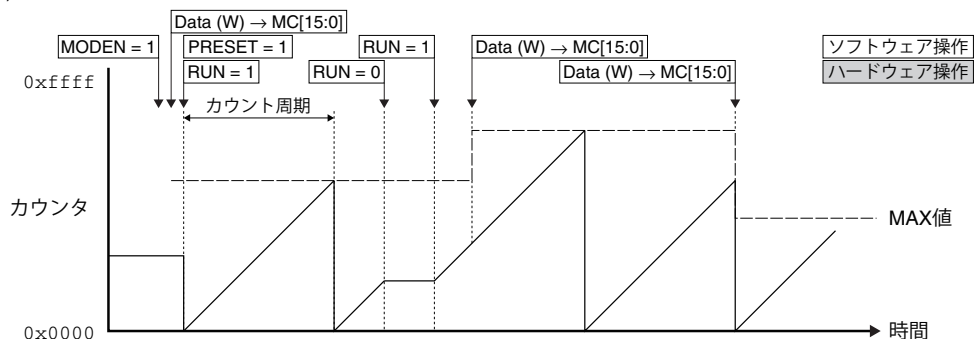 Data (W) → MC[15:0]
MODEN = 1
PRESET = 1
RUN = 1
Data (W) → MC[15:0]
ソフトウェア操作
RUN = 1
RUN = 0
Data (W) → MC[15:0]
ハードウェア操作
0xffff
カウント周期
カウンタ
MAX値
0x0000
時間